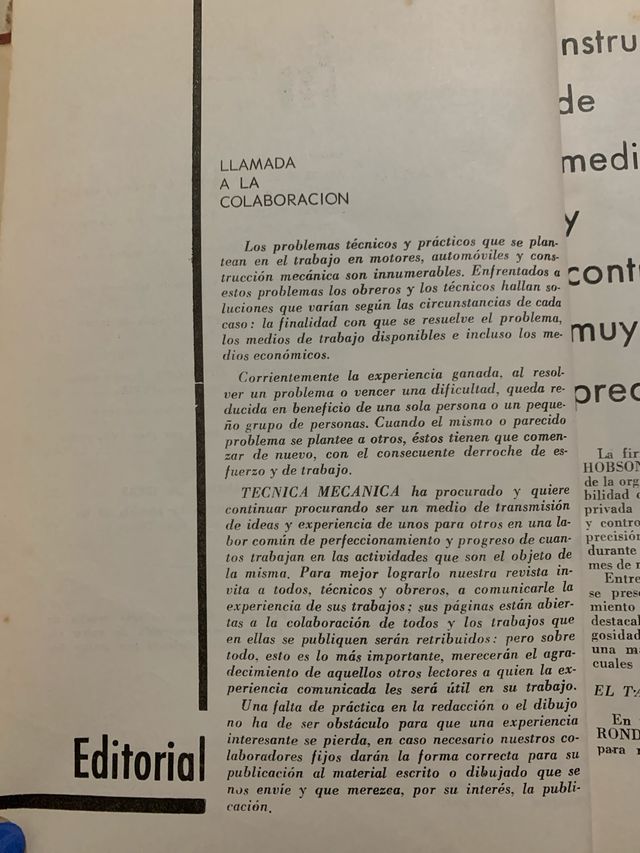 LLAMADA
A LA
COLABORACION
Los problemas técnicos y prácticos que se plan-
tean en el trabajo en motores, automóviles y cons-
trucción mecánica son innumerables. Enfrentados a
estos problemas los obreros y los técnicos hallan so-
luciones que varían según las circunstancias de cada
caso: la finalidad con que se resuelve el problema,
los medios de trabajo disponibles e incluso los me-
dios económicos.
Corrientemente la experiencia ganada, al resol-
ver un problema o vencer una dificultad, queda re-
ducida en beneficio de una sola persona o un peque-
ño grupo de personas. Cuando el mismo o parecido
problema se plantee a otros, éstos tienen que comen-
zar de nuevo, con el consecuente derroche de es-
fuerzo y de trabajo.
TECNICA MECANICA ha procurado y quiere
continuar procurando ser un medio de transmisión
de ideas y experiencia de unos para otros en una la-
bor común de perfeccionamiento y progreso de cuan-
tos trabajan en las actividades que son el objeto de
la misma. Para mejor lograrlo nuestra revista in-
vita a todos, técnicos y obreros, a comunicarle la
experiencia de sus trabajos; sus páginas están abier-
tas a la colaboración de todos y los trabajos que
en ellas se publiquen serán retribuidos: pero sobre
todo, esto es lo más importante, merecerán el agra-
decimiento de aquellos otros lectores a quien la ex-
periencia comunicada les será útil en su trabajo.
Una falta de práctica en la redacción o el dibujo
no ha de ser obstáculo para que una experiencia
interesante se pierda, en caso necesario nuestros co-
laboradores fijos darán la forma correcta para su
publicación al material escrito o dibujado que se
nos envíe y que merezca, por su interés, la publi-
cación.
Editorial
nstru
de
medi
y
cont
muy
prec
La fir
HOBSON
de la org
bilidad
privada
y contro
precisión
durante
mes de
Entre
se prese
miento
destacal
gosidad
una má
cuales
EL
En
ROND
para